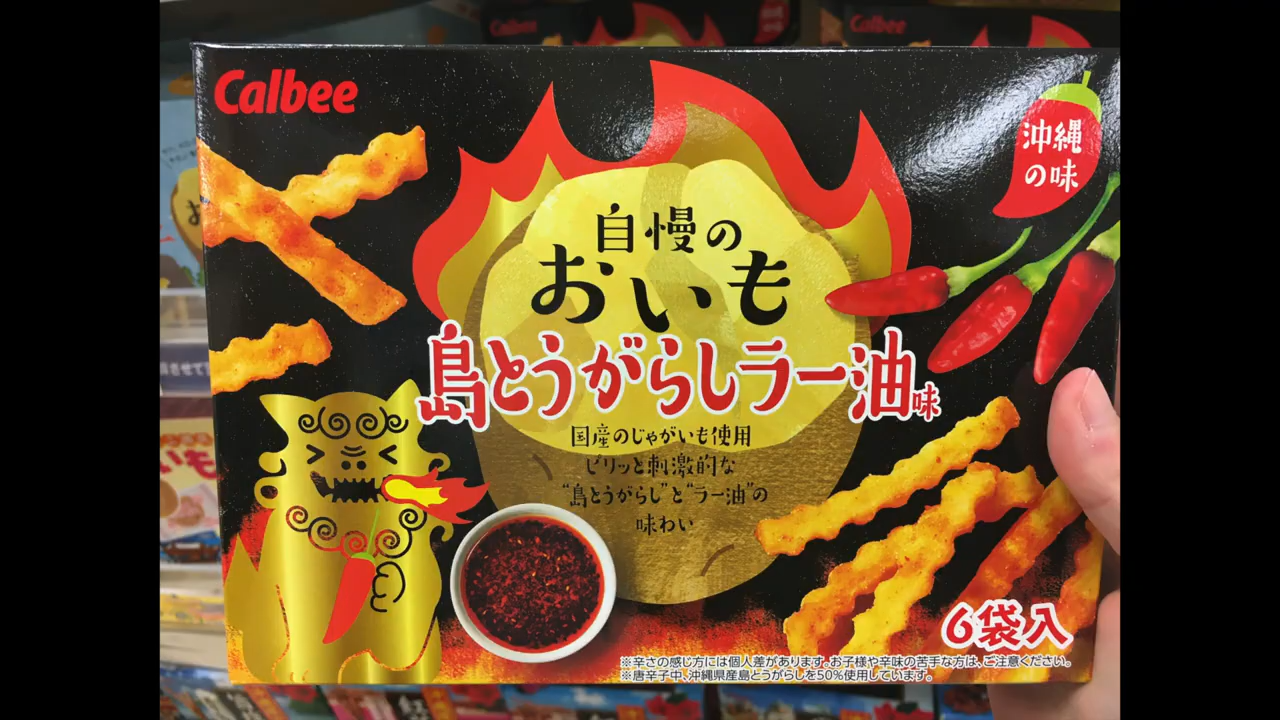 Calbee
沖縄
の味
自慢の
おいも
島とうがらしラー油味
国産のじゃがいも使用
ピリッと刺激的な
“島とうがらし”と“ラー油”の
味わい
6袋入
※辛さの感じ方には個人差があります。お子様や辛味の苦手な方は、ご注意ください。
※唐辛子中、沖縄県産島とうがらしを50%使用しています。
Calbee
Calbee